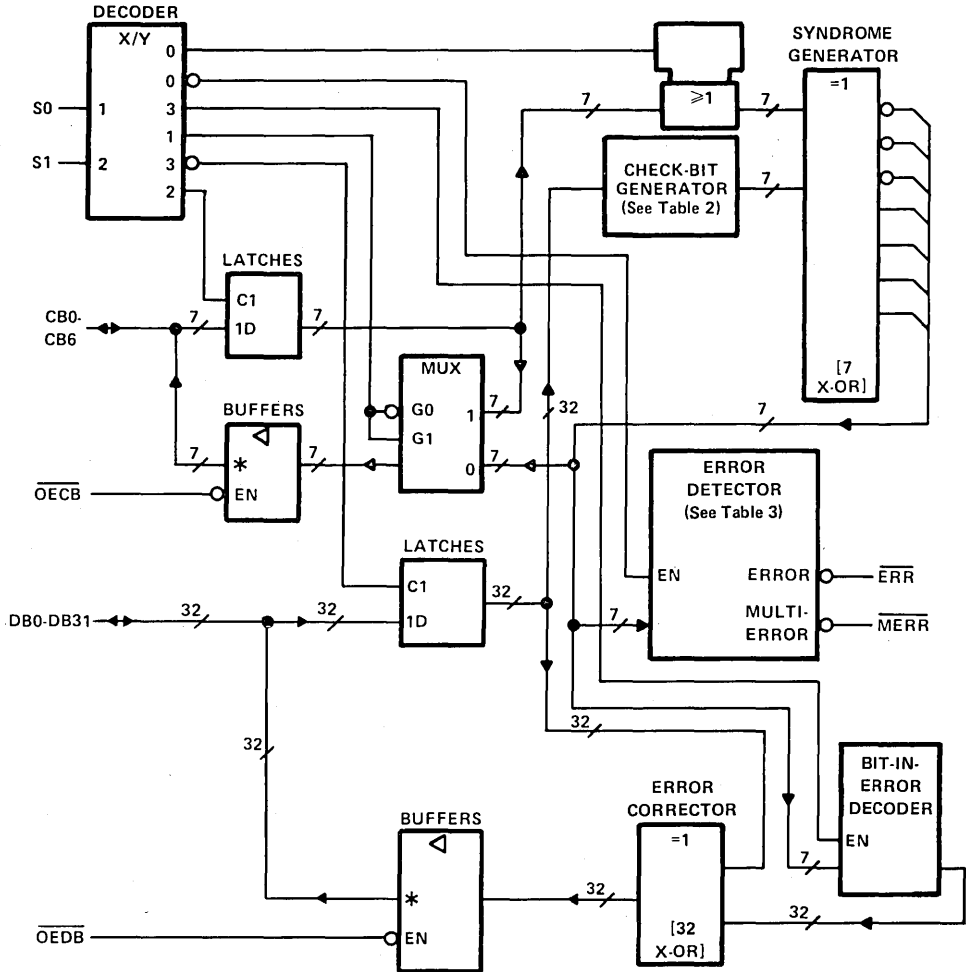 DECODER
X/Y
0
0
3
1
3
2
S0
1
S1
2
SYNDROME
GENERATOR
=1
[7
X-OR]
7
≥1
7
CHECK-BIT
GENERATOR
(See Table 2)
7
LATCHES
C1
1D
CB0-
CB6
7
7
MUX
G0
G1
1
0
7
7
32
7
BUFFERS
*
EN
7
7
OECB
ERROR
DETECTOR
(See Table 3)
EN
ERROR
ERR
MULTI-
ERROR
MERR
7
LATCHES
C1
1D
32
DB0-DB31
32
32
32
32
BIT-IN-
ERROR
DECODER
EN
7
32
ERROR
CORRECTOR
=1
[32
X-OR]
32
BUFFERS
*
EN
OEDB